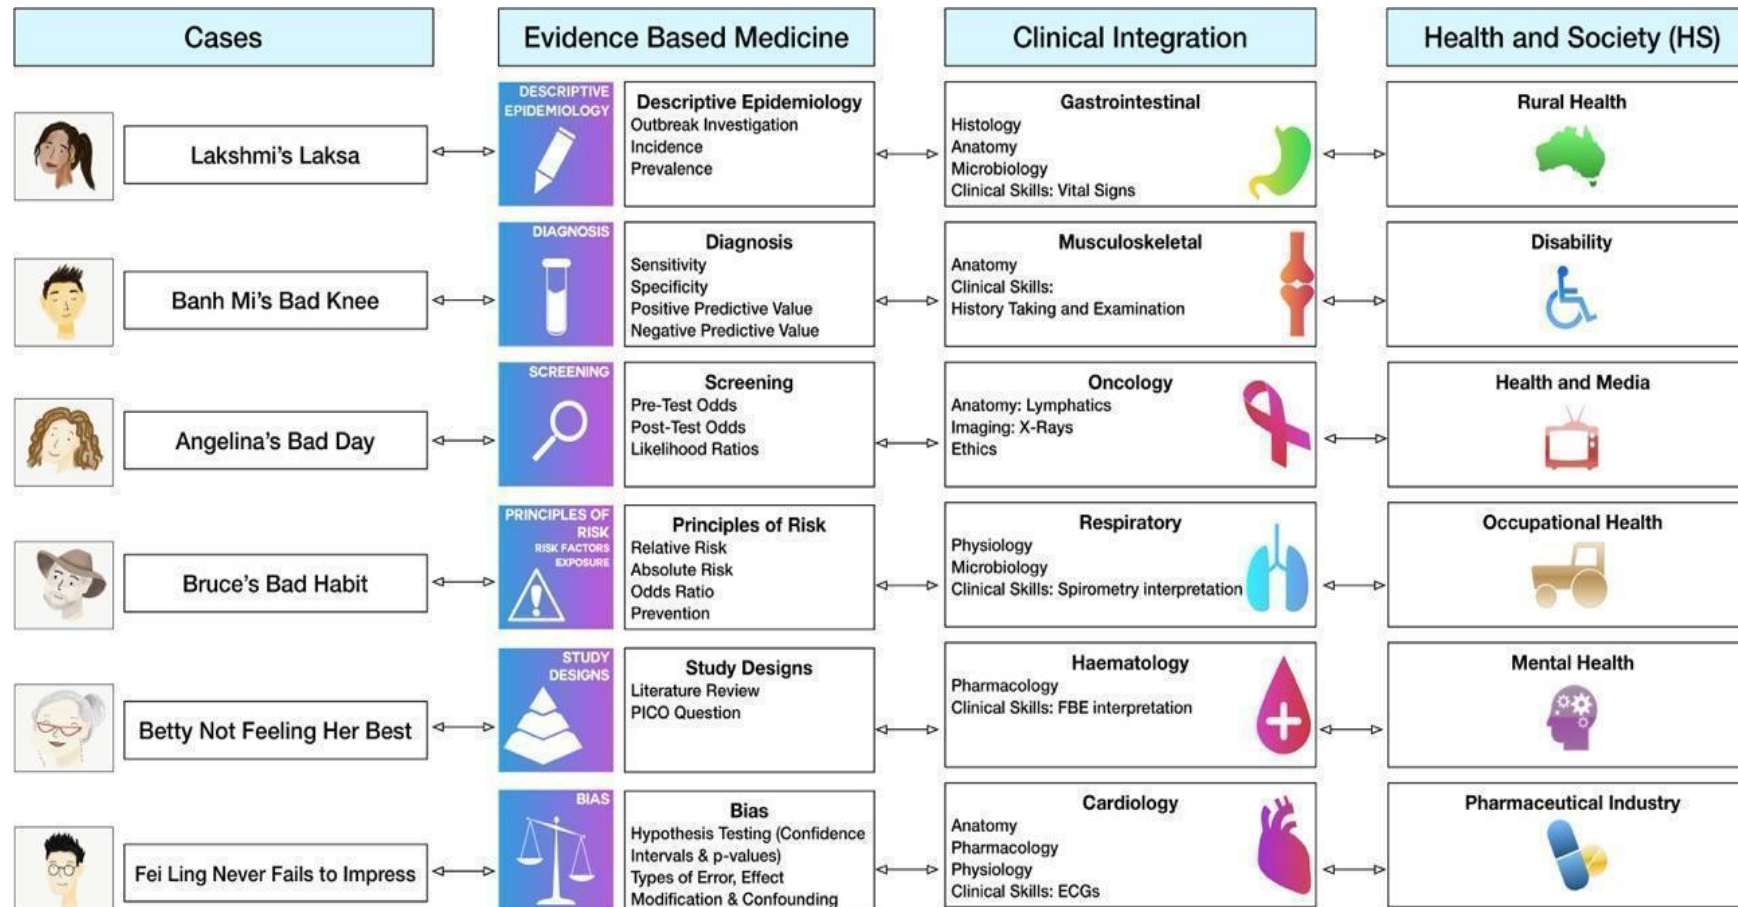 Cases
Evidence Based Medicine
Clinical Integration
Health and Society (HS)
Lakshmi's Laksa
DESCRIPTIVE
EPIDEMIOLOGY
Descriptive Epidemiology
Outbreak Investigation
Incidence
Prevalence
Gastrointestinal
Histology
Anatomy
Microbiology
Clinical Skills: Vital Signs
Rural Health
Banh Mi's Bad Knee
DIAGNOSIS
Diagnosis
Sensitivity
Specificity
Positive Predictive Value
Negative Predictive Value
Musculoskeletal
Anatomy
Clinical Skills:
History Taking and Examination
Disability
Angelina's Bad Day
SCREENING
Screening
Pre-Test Odds
Post-Test Odds
Likelihood Ratios
Oncology
Anatomy: Lymphatics
Imaging: X-Rays
Ethics
Health and Media
Bruce's Bad Habit
PRINCIPLES OF
RISK
RISK FACTORS
EXPOSURE
Principles of Risk
Relative Risk
Absolute Risk
Odds Ratio
Prevention
Respiratory
Physiology
Microbiology
Clinical Skills: Spirometry interpretation
Occupational Health
Betty Not Feeling Her Best
STUDY
DESIGNS
Study Designs
Literature Review
PICO Question
Haematology
Pharmacology
Clinical Skills: FBE interpretation
Mental Health
Fei Ling Never Fails to Impress
BIAS
Bias
Hypothesis Testing (Confidence
Intervals & p-values)
Types of Error, Effect
Modification & Confounding
Cardiology
Anatomy
Pharmacology
Physiology
Clinical Skills: ECGs
Pharmaceutical Industry